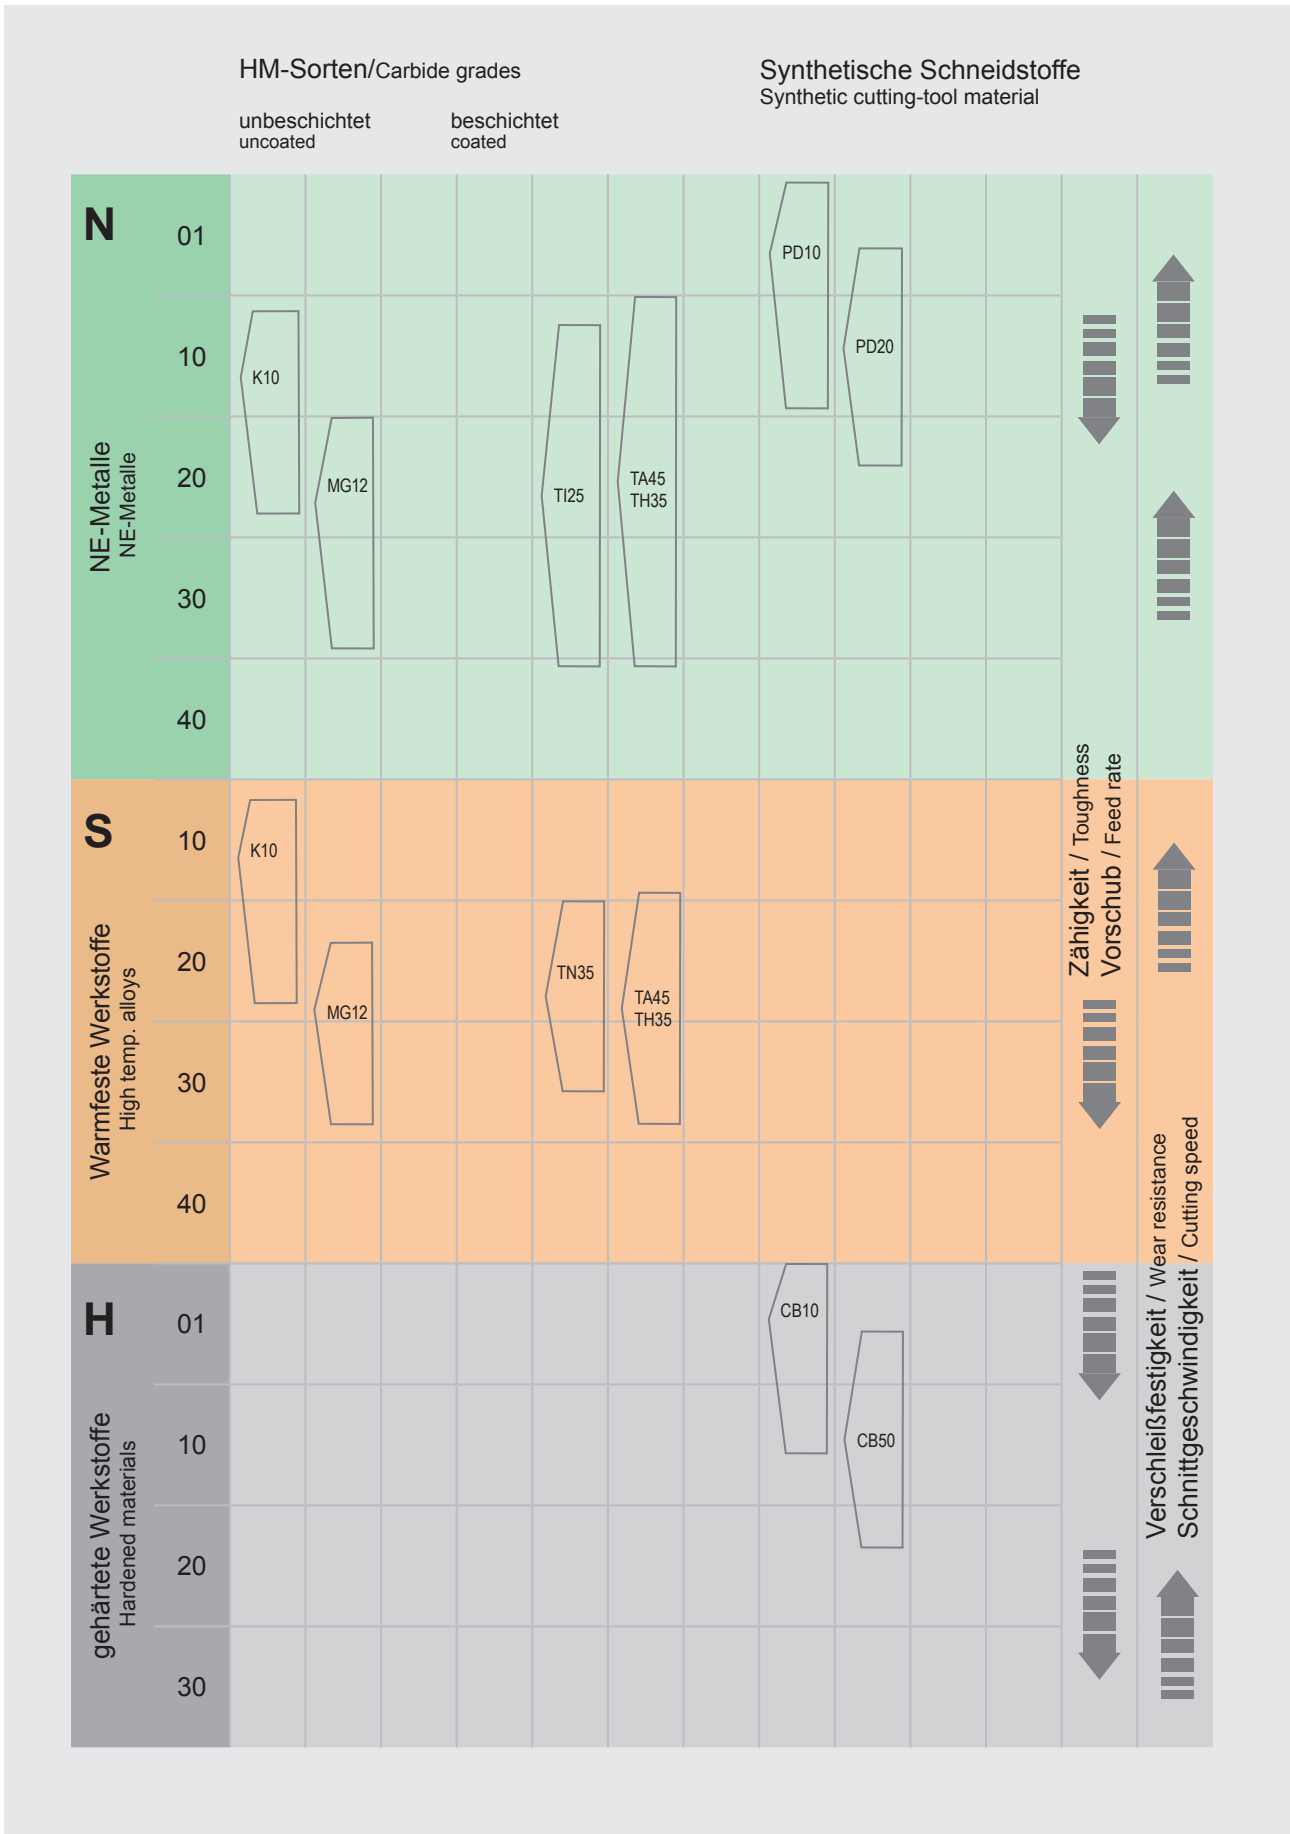 HM-Sorten/Carbide grades
Synthetische Schneidstoffe
Synthetic cutting-tool material
unbeschichtet
uncoated
beschichtet
coated
N
NE-Metalle
NE-Metalle
01
10
20
30
40
K10
MG12
TI25
TA45
TH35
PD10
PD20
S
Warmfeste Werkstoffe
High temp. alloys
10
20
30
40
K10
MG12
TN35
TA45
TH35
H
gehärtete Werkstoffe
Hardened materials
01
10
20
30
CB10
CB50
Zähigkeit / Toughness
Vorschub / Feed rate
Verschleißfestigkeit / Wear resistance
Schnittgeschwindigkeit / Cutting speed